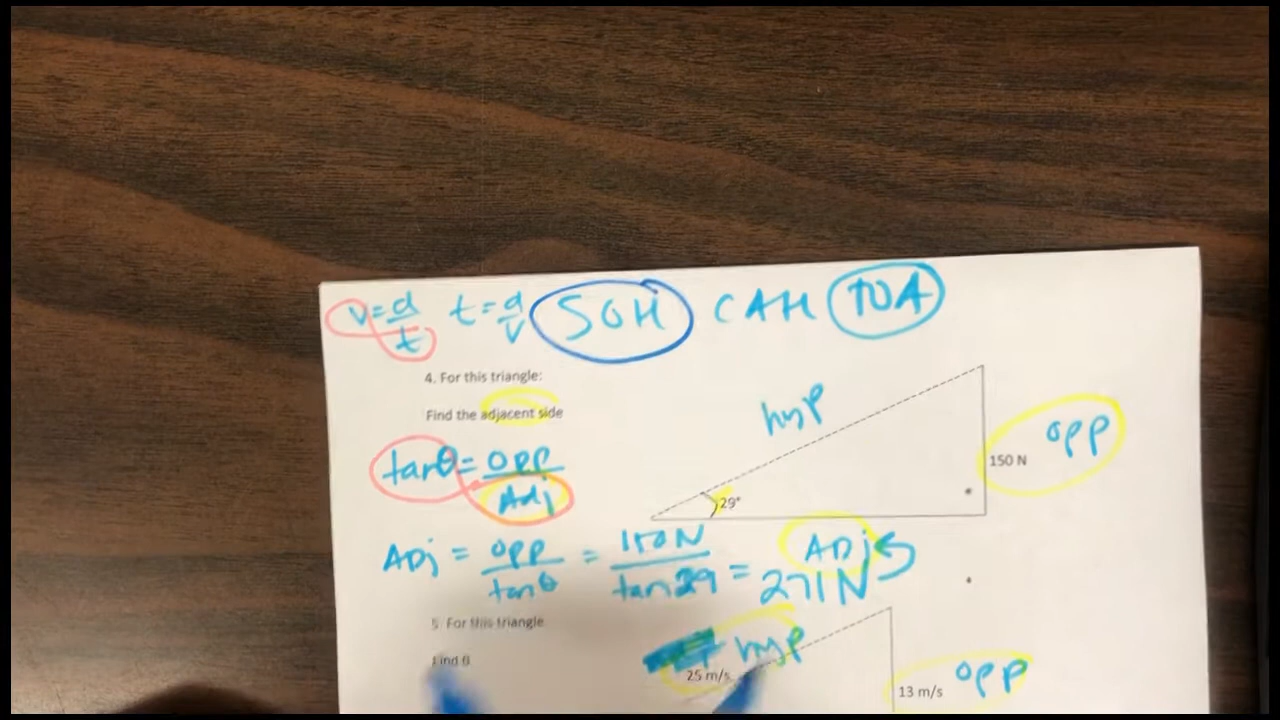 v=d/t t=d/v SOH CAH TOA
4. For this triangle:
Find the adjacent side
hyp
opp
150 N
29°
tanθ = opp/Adj
Adj = opp/tanθ = 150N/tan29 = 271N
ADj
5. For this triangle
Find θ
hyp
25 m/s
13 m/s opp